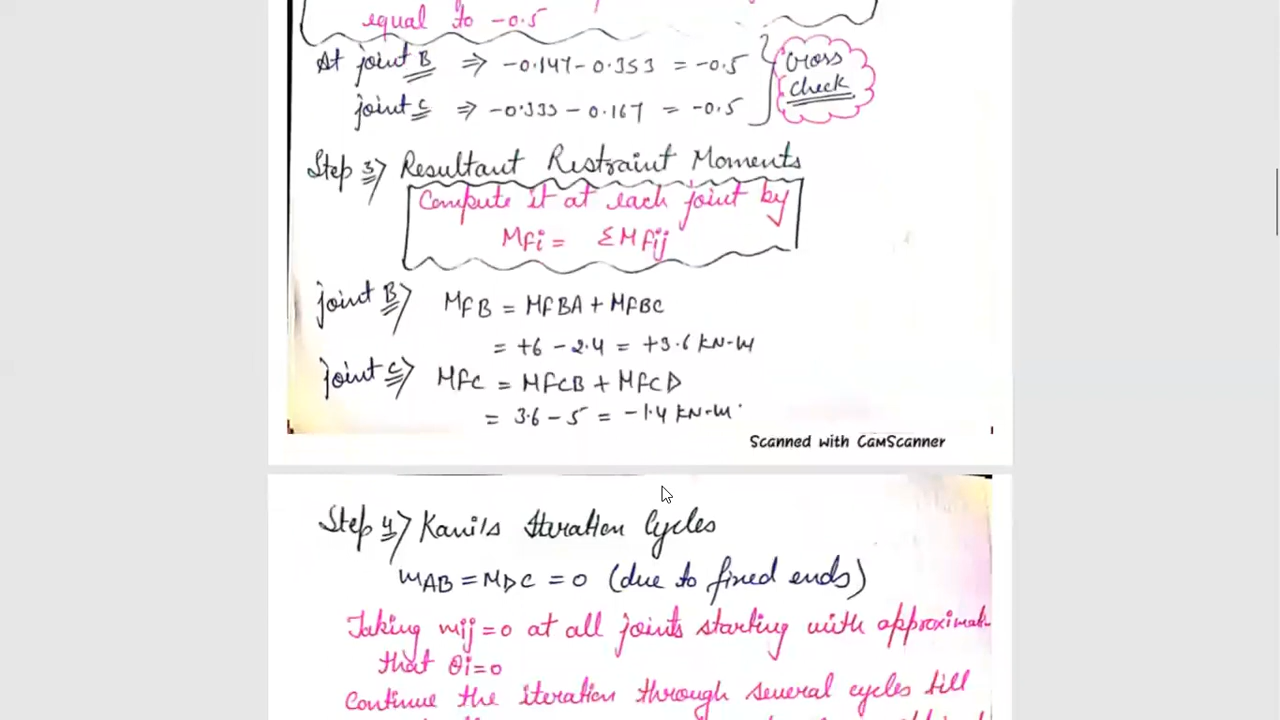 equal to -0.5
At joint B ⇒ -0.147-0.353 = -0.5
Cross check
joint C ⇒ -0.333-0.167 = -0.5
Step 3> Resultant Restraint Moments
Compute it at each joint by
Mfi = ΣMfij
joint B> MfB = MfBA + MfBC
= +6 - 2.4 = +3.6 KN-M
joint C> MfC = MfCB + MfCD
= 3.6 - 5 = -1.4 KN-M
Scanned with CamScanner
Step 4> Kani's Iteration Cycles
MAB = MDC = 0 (due to fixed ends)
Taking mij = 0 at all joints starting with approximati
that θi=0
Continue the iteration through several cycles till